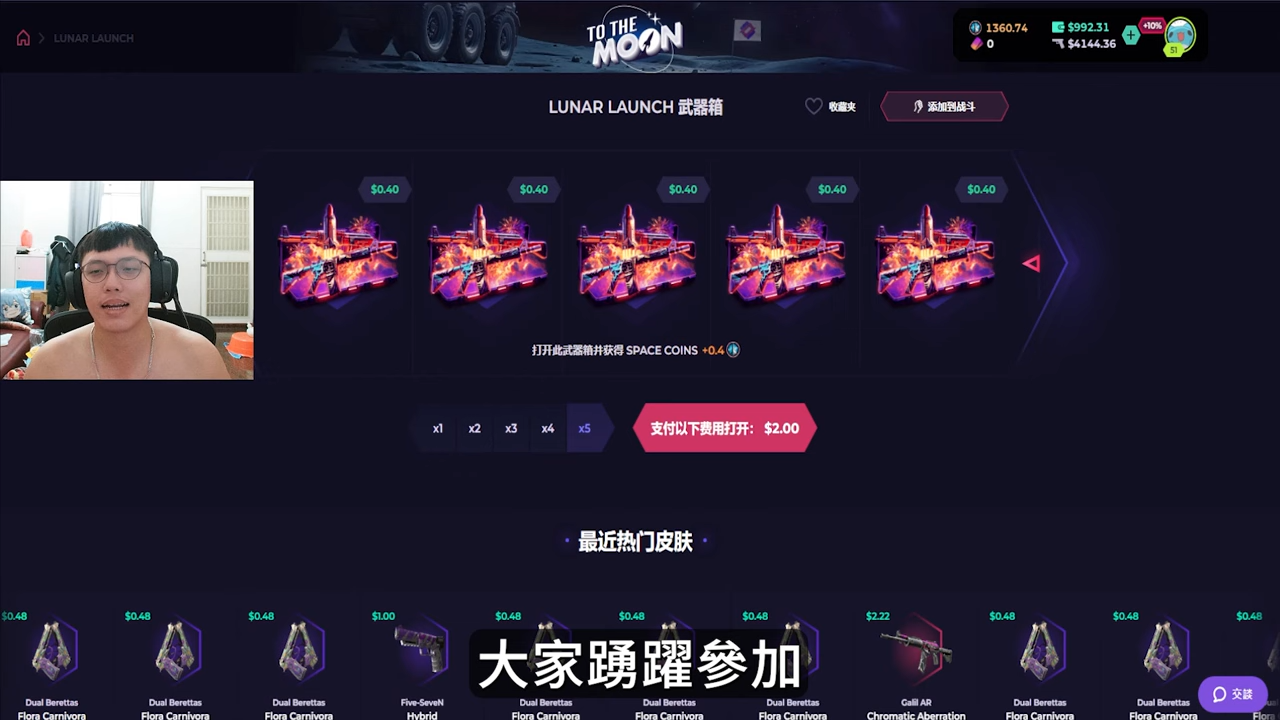 LUNAR LAUNCH
TO THE
MOON
1360.74
0
$992.31
$4144.36
+10%
51
LUNAR LAUNCH 武器箱
收藏夹
添加到战斗
$0.40
$0.40
$0.40
$0.40
$0.40
打开此武器箱并获得 SPACE COINS +0.4
x1 x2 x3 x4 x5
支付以下费用打开: $2.00
最近热门皮肤
$0.48 $0.48 $0.48 $1.00 $0.48 $0.48 $0.48 $2.22 $0.48 $0.48 $0.48
大家踴躍參加
Dual Berettas Dual Berettas Dual Berettas Five-SeveN Dual Berettas Dual Berettas Dual Berettas Galil AR Dual Berettas Dual Berettas
Flora Carnivora Flora Carnivora Flora Carnivora Hybrid Flora Carnivora Flora Carnivora Flora Carnivora Chromatic Aberration Flora Carnivora Flora Carnivora
交談